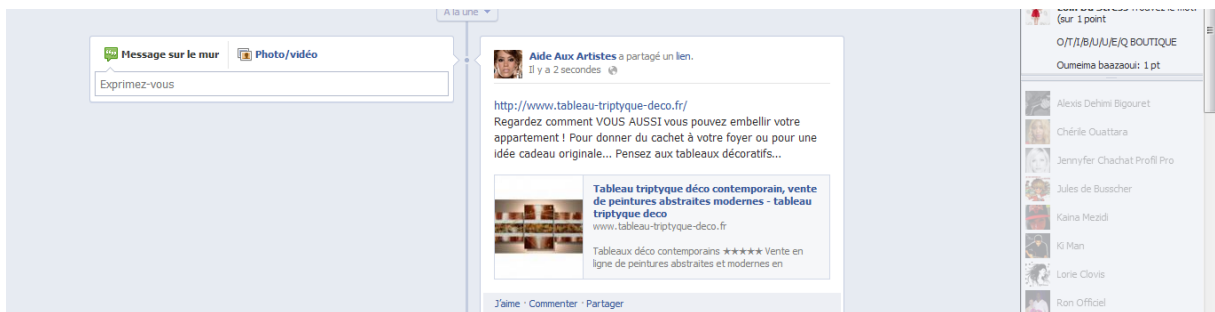 A la une
Message sur le mur
Photo/vidéo
Exprimez-vous
Aide Aux Artistes a partagé un lien.
Il y a 2 secondes
http://www.tableau-triptyque-deco.fr/
Regardez comment VOUS AUSSI vous pouvez embellir votre
appartement ! Pour donner du cachet à votre foyer ou pour une
idée cadeau originale... Pensez aux tableaux décoratifs...
Tableau triptyque déco contemporain, vente
de peintures abstraites modernes - tableau
triptyque deco
www.tableau-triptyque-deco.fr
Tableaux déco contemporains ★★★★★ Vente en
ligne de peintures abstraites et modernes en
J'aime · Commenter · Partager
(sur 1 point
O/T/I/B/U/U/E/Q BOUTIQUE
Oumeima baazaoui: 1 pt
Alexis Dehimi Bigouret
Chérile Ouattara
Jennyfer Chachat Profil Pro
Jules de Busscher
Kaina Mezidi
Ki Man
Lorie Clovis
Ron Officiel